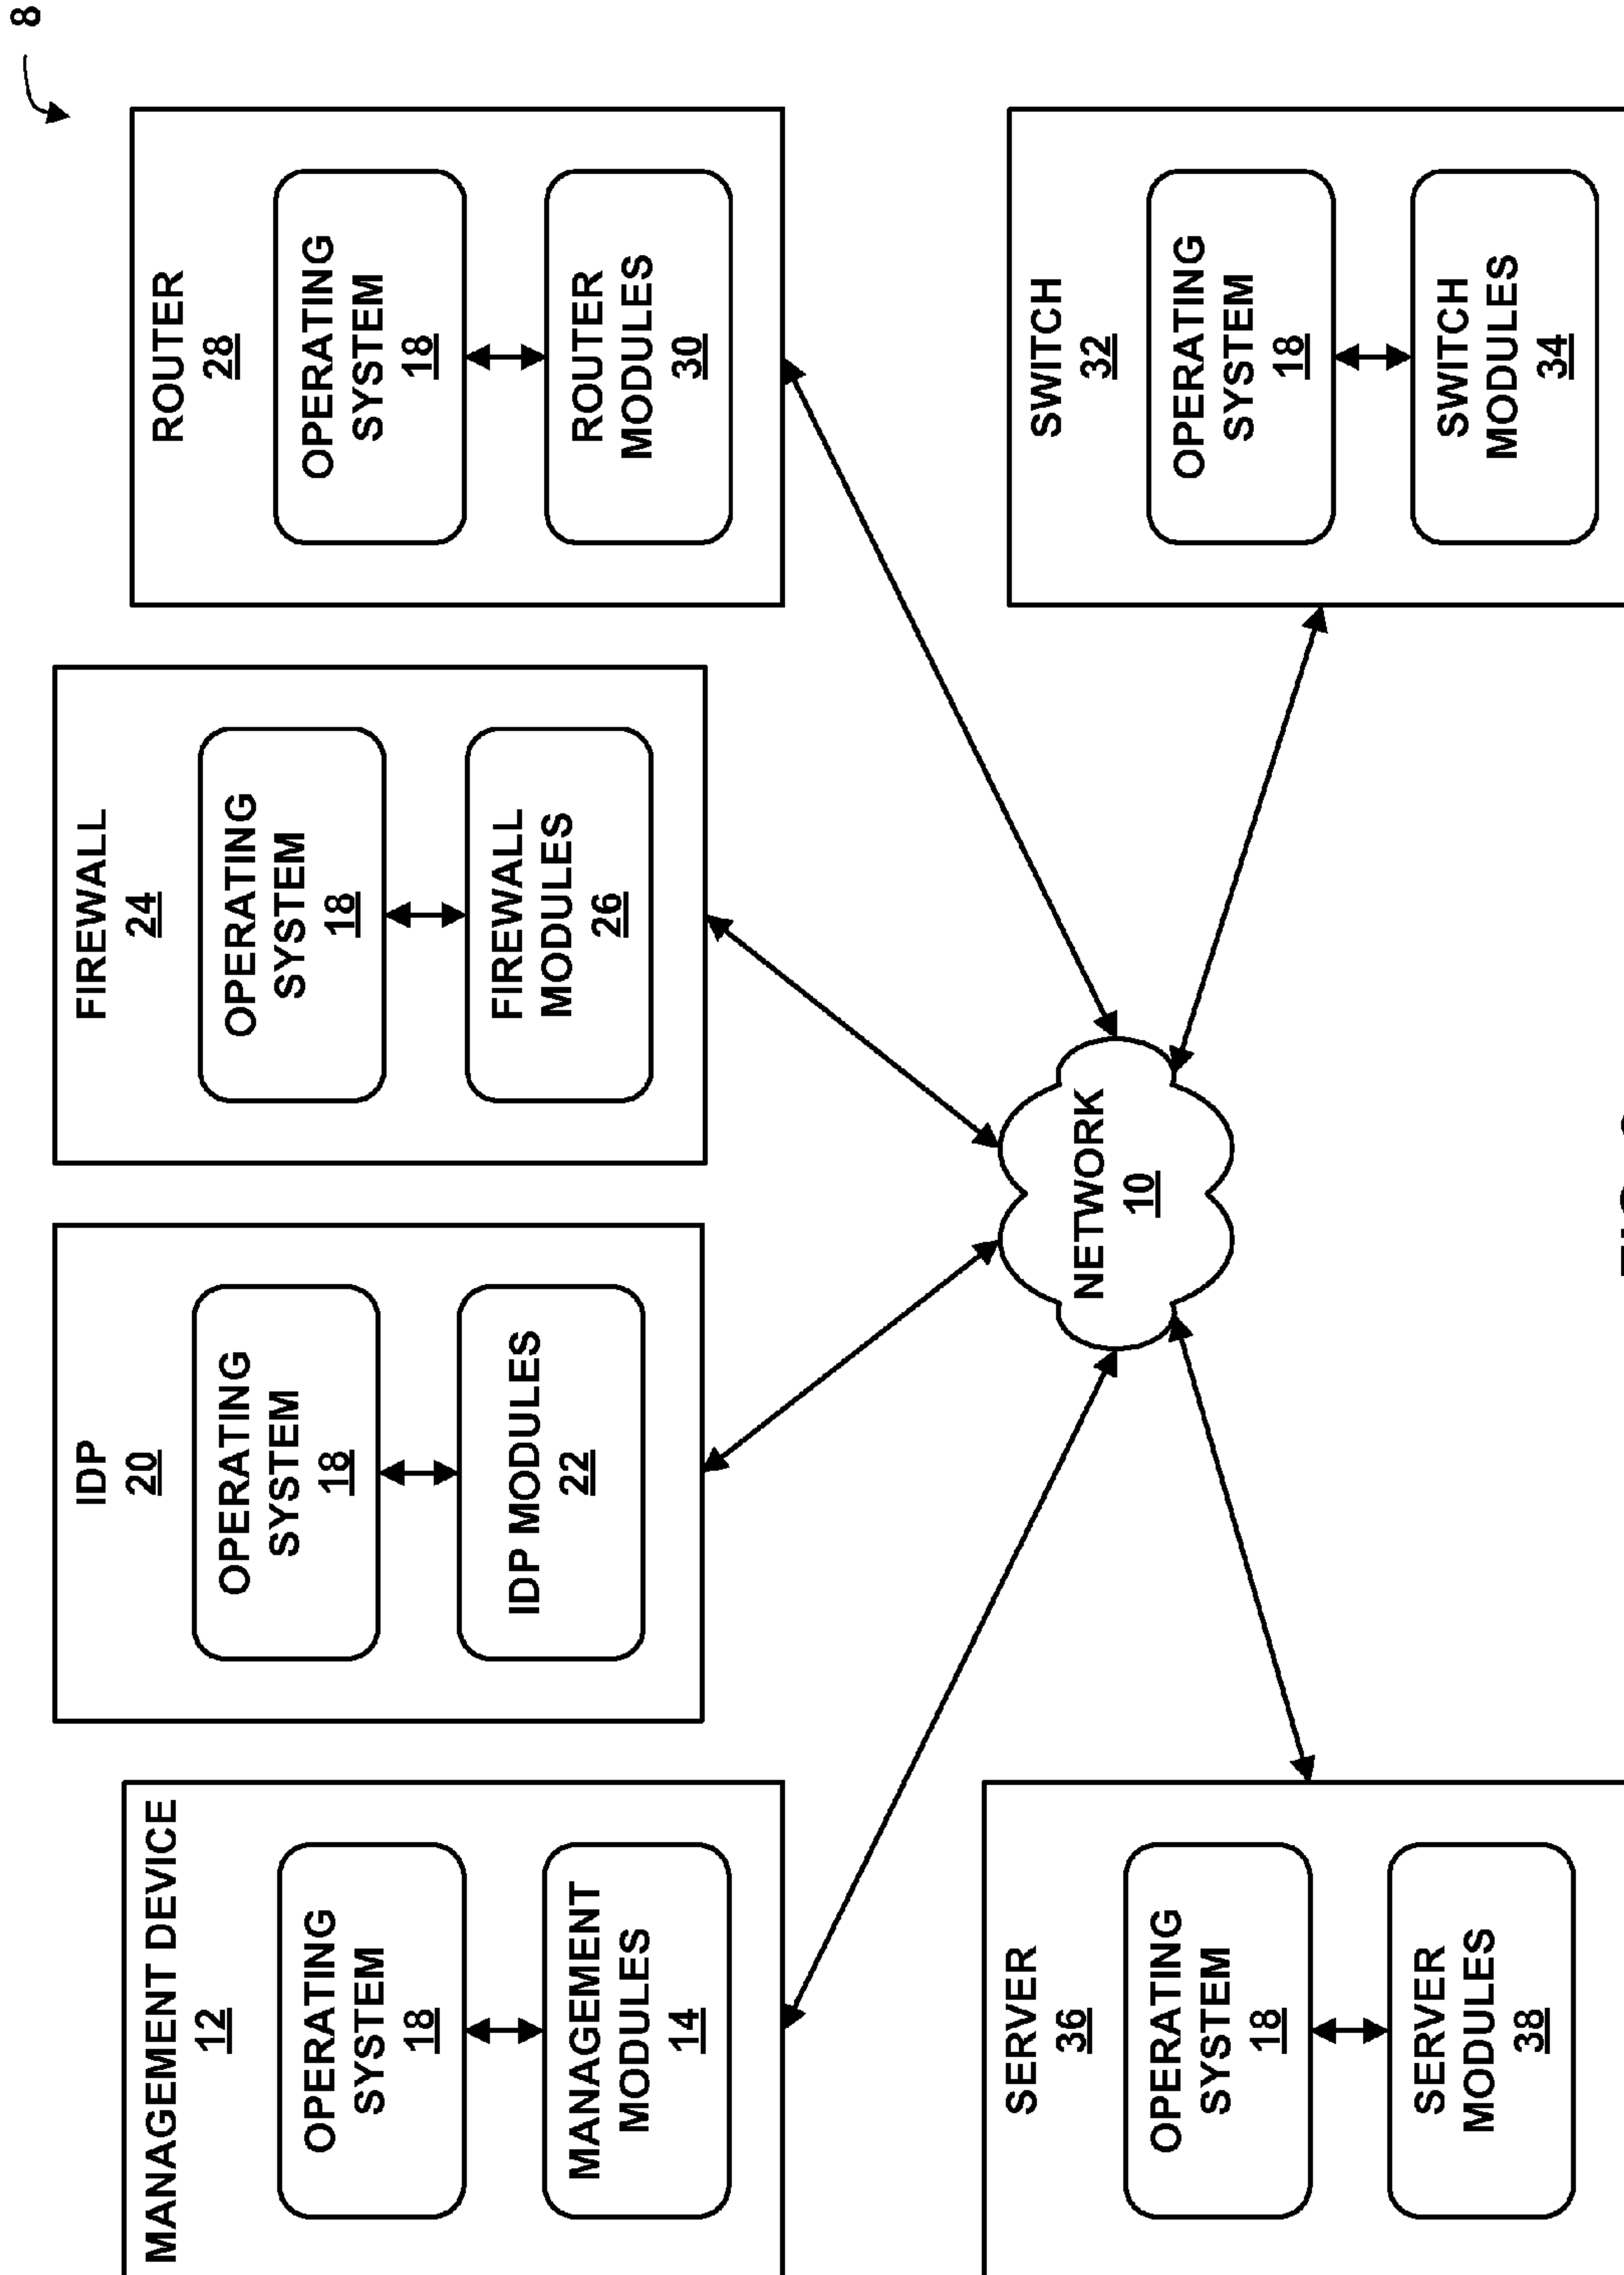 8
MANAGEMENT DEVICE
12
OPERATING
SYSTEM
18
MANAGEMENT
MODULES
14
IDP
20
OPERATING
SYSTEM
18
IDP MODULES
22
FIREWALL
24
OPERATING
SYSTEM
18
FIREWALL
MODULES
26
ROUTER
28
OPERATING
SYSTEM
18
ROUTER
MODULES
30
NETWORK
10
SERVER
36
OPERATING
SYSTEM
18
SERVER
MODULES
38
SWITCH
32
OPERATING
SYSTEM
18
SWITCH
MODULES
34